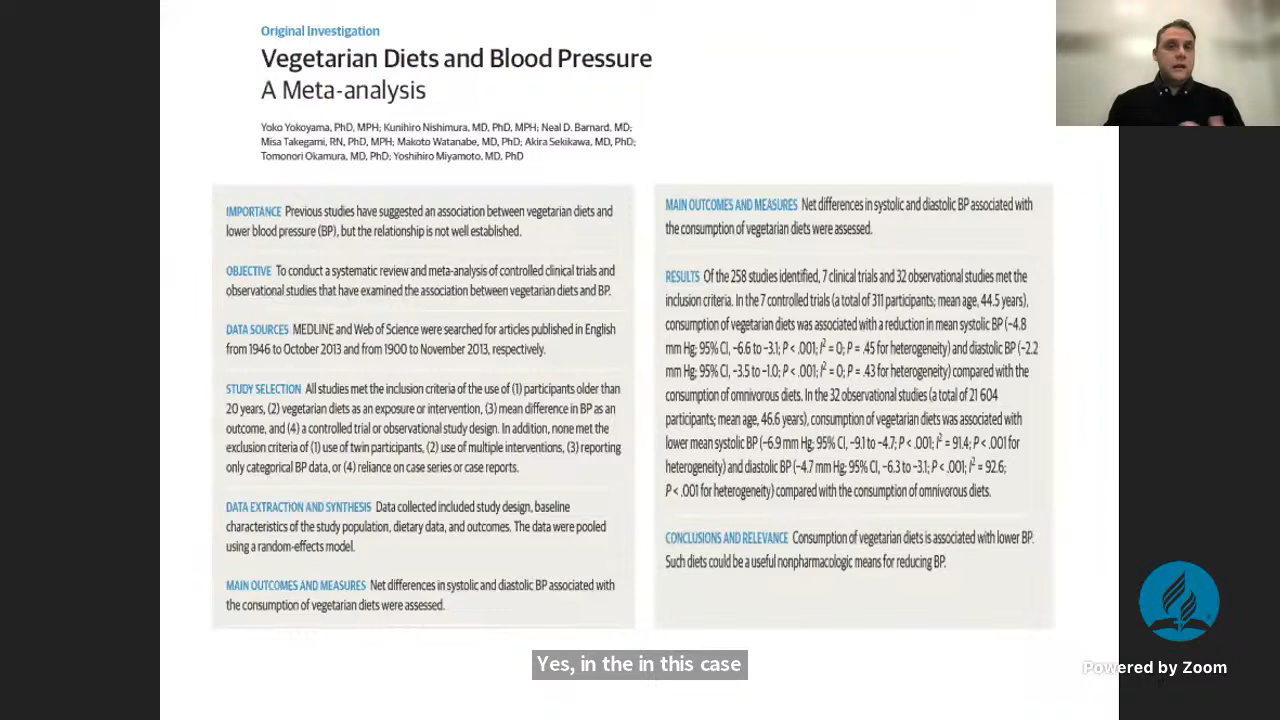 Original Investigation
Vegetarian Diets and Blood Pressure
A Meta-analysis
Yoko Yokoyama, PhD, MPH; Kunihiro Nishimura, MD, PhD, MPH; Neal D. Barnard, MD;
Misa Takegami, RN, PhD, MPH; Makoto Watanabe, MD, PhD; Akira Sekikawa, MD, PhD;
Tomonori Okamura, MD, PhD; Yoshihiro Miyamoto, MD, PhD
IMPORTANCE Previous studies have suggested an association between vegetarian diets and
lower blood pressure (BP), but the relationship is not well established.
OBJECTIVE To conduct a systematic review and meta-analysis of controlled clinical trials and
observational studies that have examined the association between vegetarian diets and BP.
DATA SOURCES MEDLINE and Web of Science were searched for articles published in English
from 1946 to October 2013 and from 1900 to November 2013, respectively.
STUDY SELECTION All studies met the inclusion criteria of the use of (1) participants older than
20 years, (2) vegetarian diets as an exposure or intervention, (3) mean difference in BP as an
outcome, and (4) a controlled trial or observational study design. In addition, none met the
exclusion criteria of (1) use of twin participants, (2) use of multiple interventions, (3) reporting
only categorical BP data, or (4) reliance on case series or case reports.
DATA EXTRACTION AND SYNTHESIS Data collected included study design, baseline
characteristics of the study population, dietary data, and outcomes. The data were pooled
using a random-effects model.
MAIN OUTCOMES AND MEASURES Net differences in systolic and diastolic BP associated with
the consumption of vegetarian diets were assessed.
MAIN OUTCOMES AND MEASURES Net differences in systolic and diastolic BP associated with
the consumption of vegetarian diets were assessed.
RESULTS Of the 258 studies identified, 7 clinical trials and 32 observational studies met the
inclusion criteria. In the 7 controlled trials (a total of 311 participants; mean age, 44.5 years),
consumption of vegetarian diets was associated with a reduction in mean systolic BP (−4.8
mm Hg; 95% CI, −6.6 to −3.1; P < .001; I² = 0; P = .45 for heterogeneity) and diastolic BP (−2.2
mm Hg; 95% CI, −3.5 to −1.0; P < .001; I² = 0; P = .43 for heterogeneity) compared with the
consumption of omnivorous diets. In the 32 observational studies (a total of 21 604
participants; mean age, 46.6 years), consumption of vegetarian diets was associated with
lower mean systolic BP (−6.9 mm Hg; 95% CI, −9.1 to −4.7; P < .001; I² = 91.4; P < .001 for
heterogeneity) and diastolic BP (−4.7 mm Hg; 95% CI, −6.3 to −3.1; P < .001; I² = 92.6;
P < .001 for heterogeneity) compared with the consumption of omnivorous diets.
CONCLUSIONS AND RELEVANCE Consumption of vegetarian diets is associated with lower BP.
Such diets could be a useful nonpharmacologic means for reducing BP.
Yes, in the in this case
Powered by Zoom